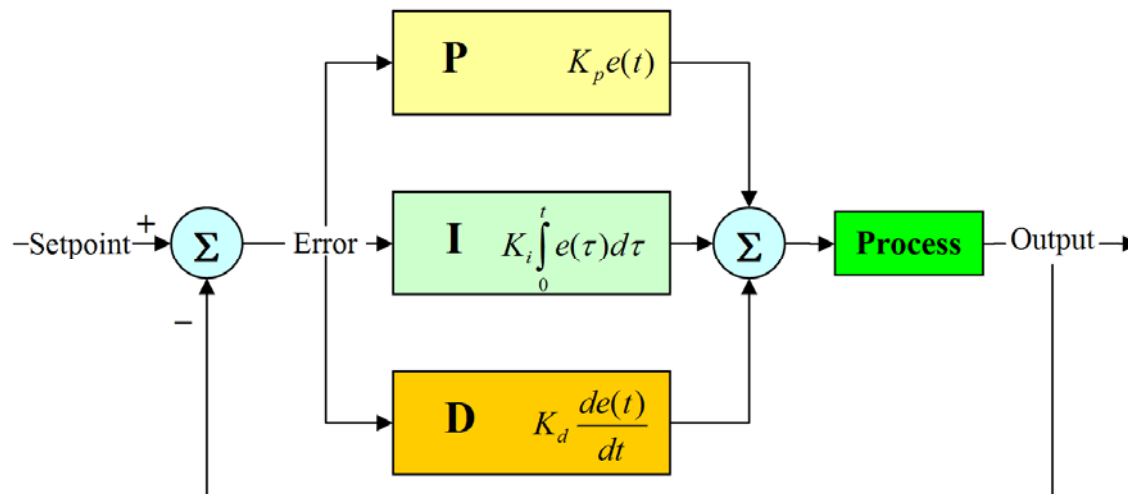 P K_p e(t)
Setpoint + Σ Error I K_i ∫_0^t e(τ)dτ Σ Process Output
−
D K_d de(t)/dt